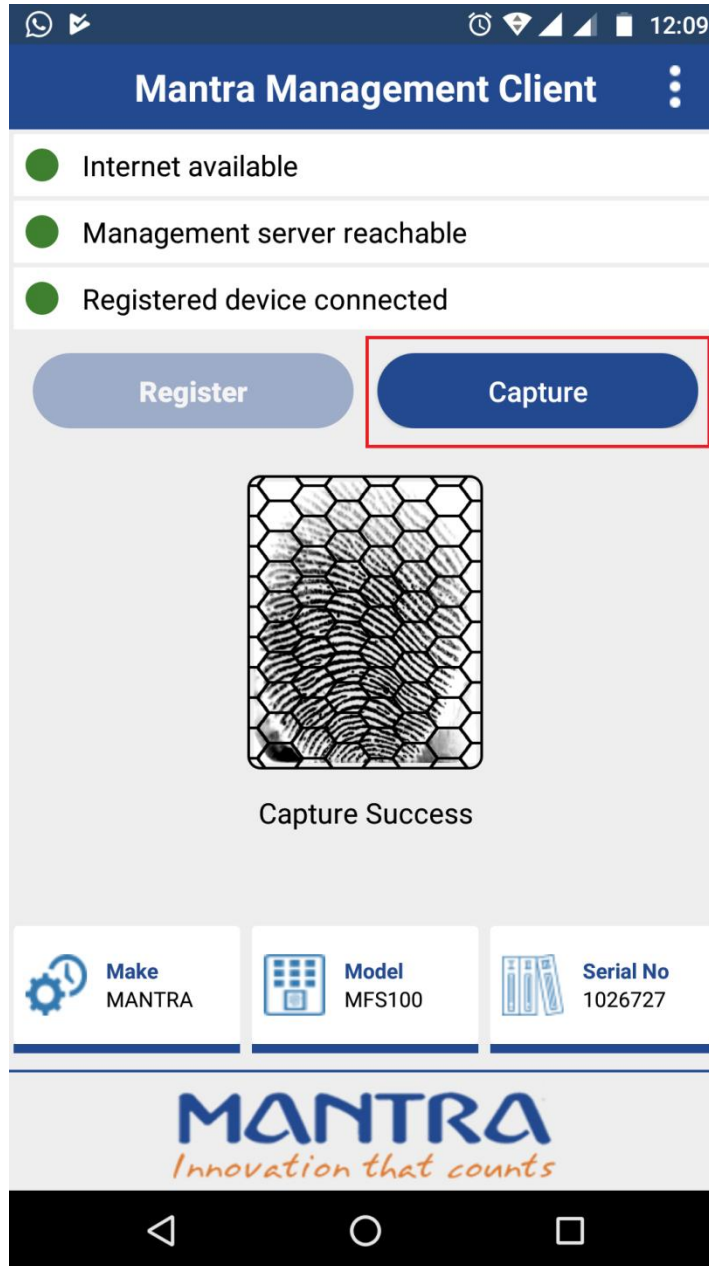 12:09
Mantra Management Client
Internet available
Management server reachable
Registered device connected
Register
Capture
Capture Success
Make
MANTRA
Model
MFS100
Serial No
1026727
MANTRA
Innovation that counts